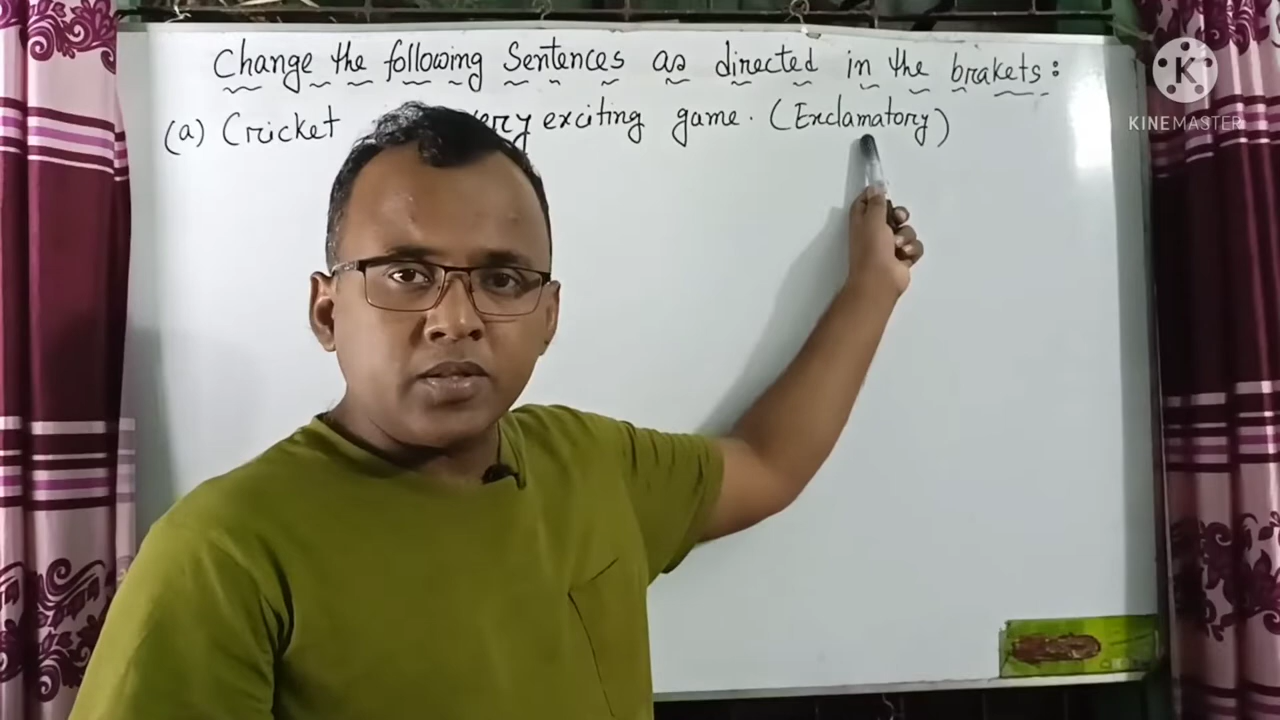 Change the following Sentences as directed in the brakets:
(a) Cricket very exciting game. (Exclamatory)
K
KINEMASTER